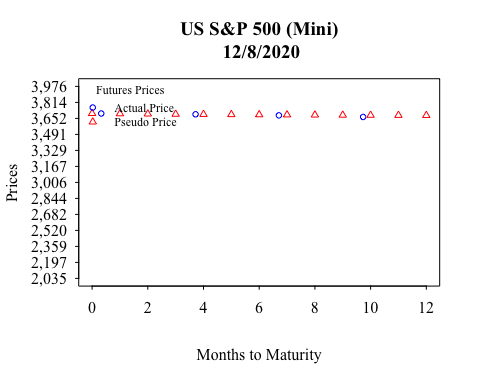 US S&P 500 (Mini)
12/8/2020
Futures Prices
Actual Price
Pseudo Price
Prices
3,976
3,814
3,652
3,491
3,329
3,167
3,006
2,844
2,682
2,520
2,359
2,197
2,035
0 2 4 6 8 10 12
Months to Maturity